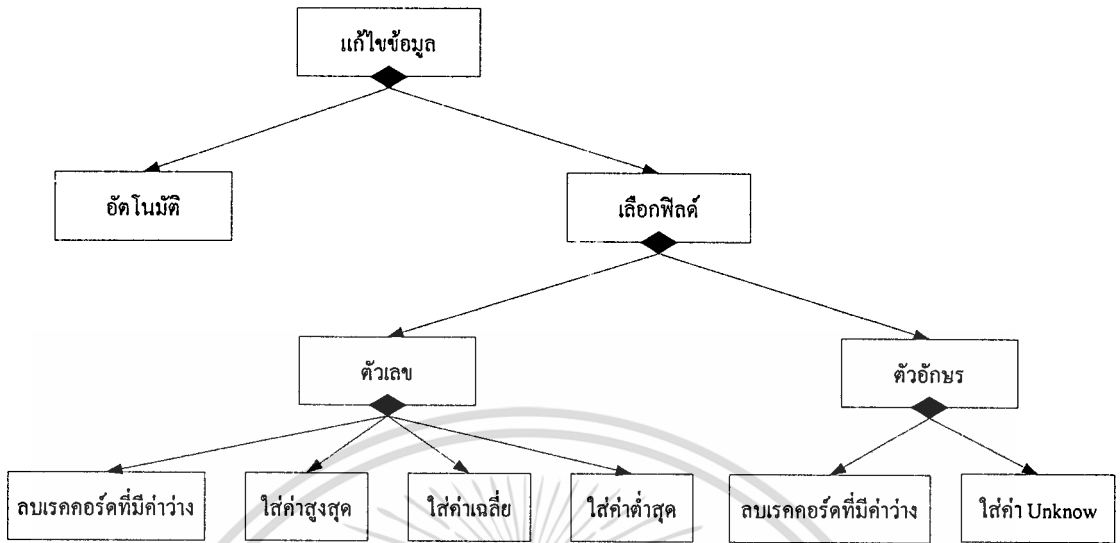 แก้ไขข้อมูล
อัตโนมัติ
เลือกฟิลด์
ตัวเลข
ตัวอักษร
ลบเรคคอร์ดที่มีค่าว่าง
ใส่ค่าสูงสุด
ใส่ค่าเฉลี่ย
ใส่ค่าต่ำสุด
ลบเรคคอร์ดที่มีค่าว่าง
ใส่ค่า Unknow